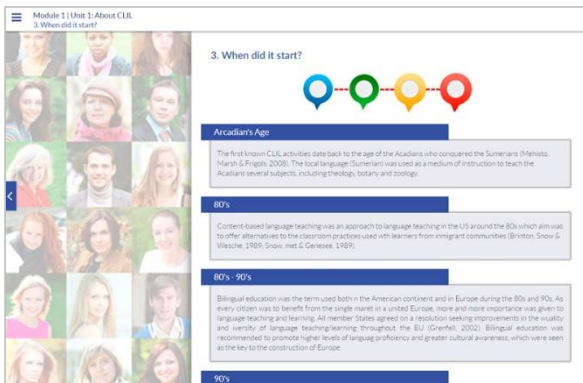 Module 1 | Unit 1: About CLIL
3. When did it start?
3. When did it start?
Arcadian's Age
The first known CLIL activities date back to the age of the Acadians who conquered the Sumerians (Mehisto,
Marsh & Frigols, 2008). The local language (Sumerian) was used as a medium of instruction to teach the
Acadians several subjects, including theology, botany and zoology.
80's
Content-based language teaching was an approach to language teaching in the US around the 80s which aim was
to offer alternatives to the classroom practices used with learners from inmigrant communities (Brinton, Snow &
Wesche, 1989; Snow, met & Genesee, 1989).
80's - 90's
Bilingual education was the term used both n the American continent and in Europe during the 80s and 90s. As
every citizen was to benefit from the single maret in a united Europe, more and more importance was given to
language teaching and learning. All member States agreed on a resolution seeking improvements in the wuality
and iversity of language teaching/learning throughout the EU (Grenfell, 2002). Bilingual education was
recommended to promote higher levels of languag proficiency and greater cultural awareness, which were seen
as the key to the construction of Europe.
90's